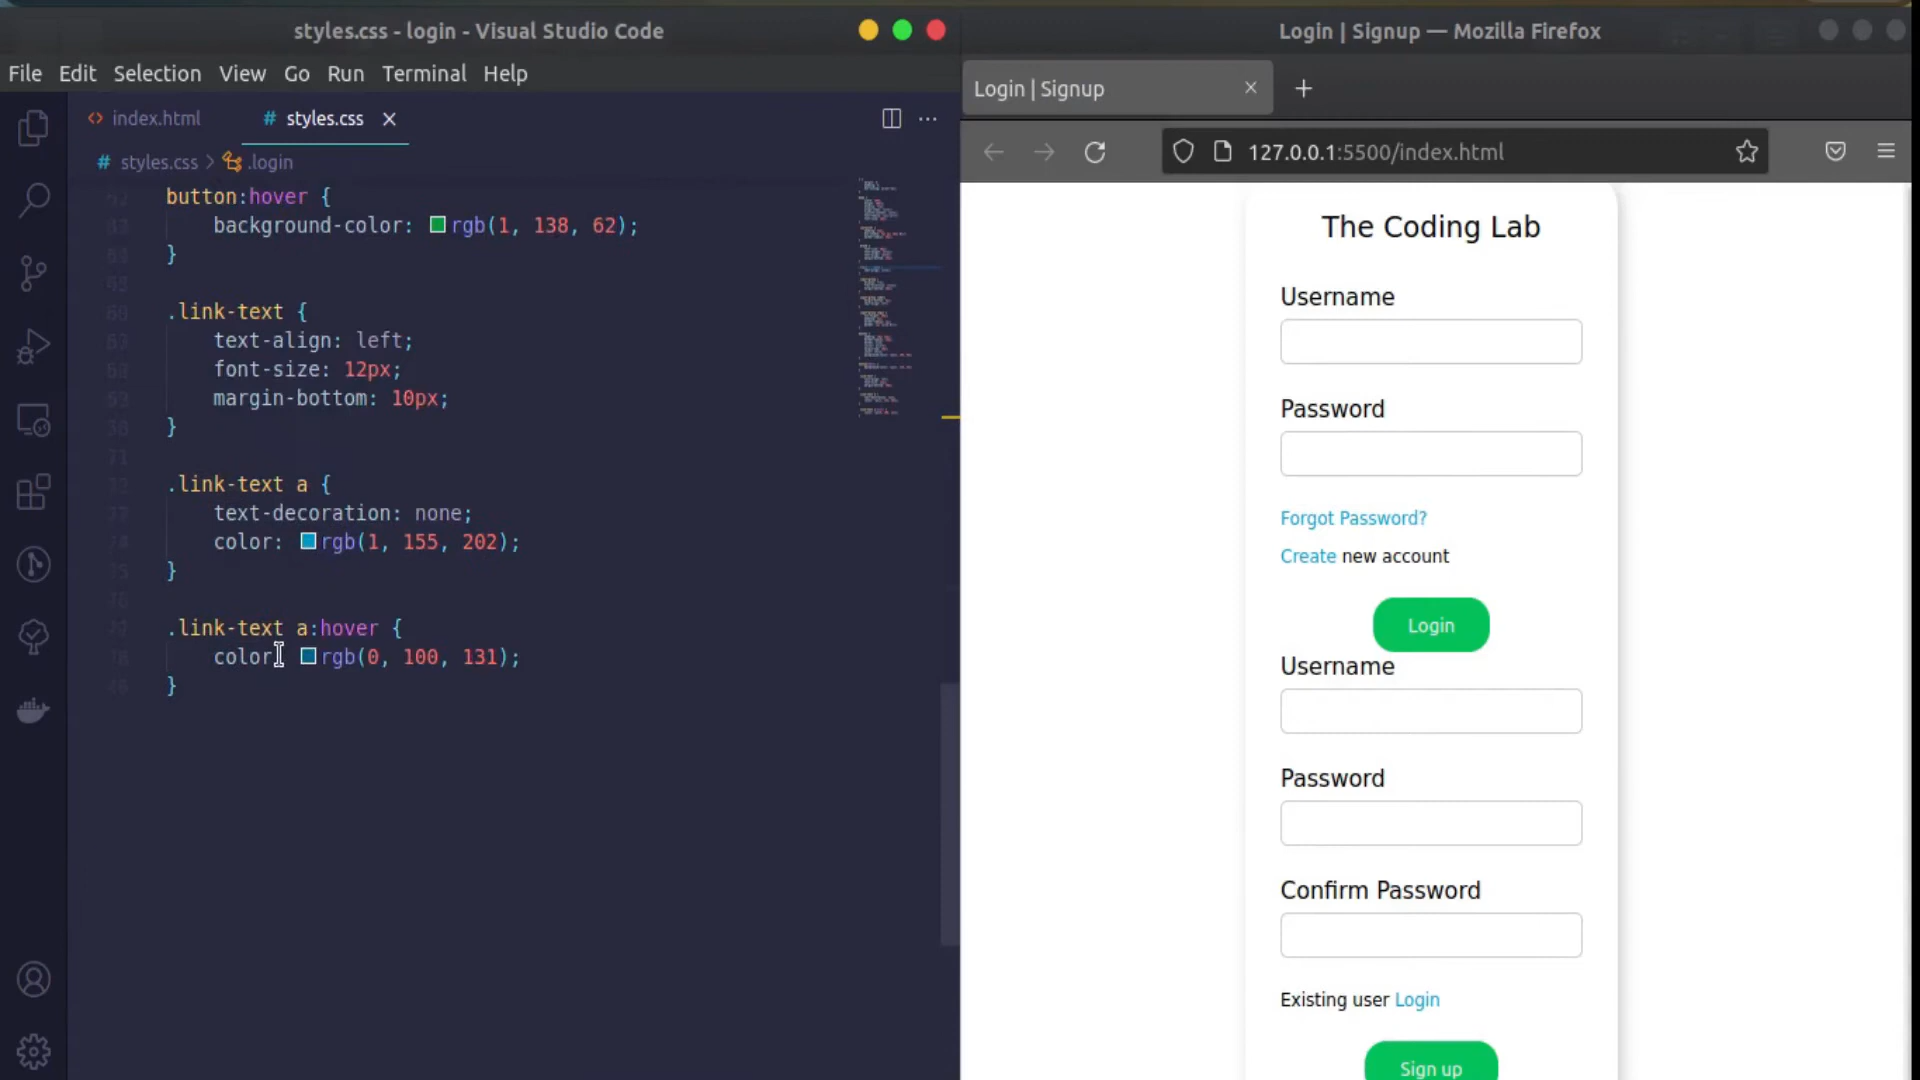 styles.css - login - Visual Studio Code
File Edit Selection View Go Run Terminal Help
index.html
# styles.css
# styles.css > .login
button:hover {
background-color: rgb(1, 138, 62);
}
.link-text {
text-align: left;
font-size: 12px;
margin-bottom: 10px;
}
.link-text a {
text-decoration: none;
color: rgb(1, 155, 202);
}
.link-text a:hover {
color rgb(0, 100, 131);
}
Login | Signup — Mozilla Firefox
Login | Signup
127.0.0.1:5500/index.html
The Coding Lab
Username
Password
Forgot Password?
Create new account
Login
Username
Password
Confirm Password
Existing user Login
Sign up